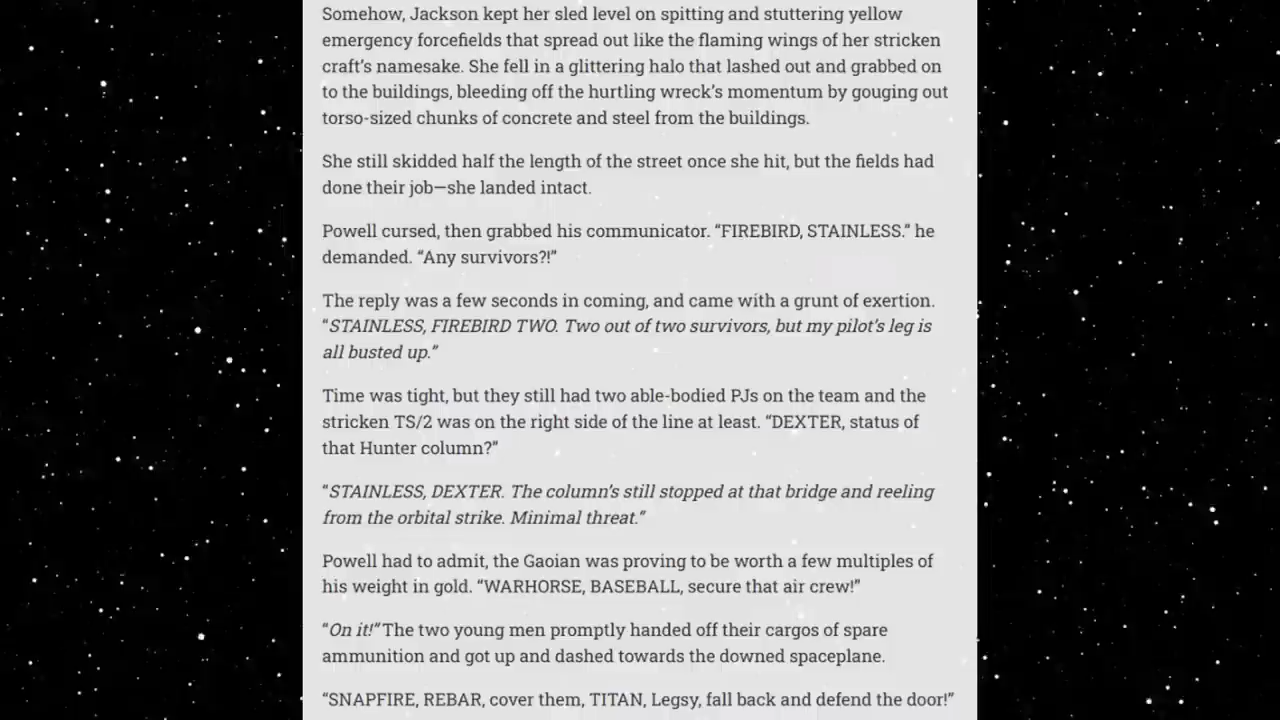 Somehow, Jackson kept her sled level on spitting and stuttering yellow
emergency forcefields that spread out like the flaming wings of her stricken
craft’s namesake. She fell in a glittering halo that lashed out and grabbed on
to the buildings, bleeding off the hurtling wreck’s momentum by gouging out
torso-sized chunks of concrete and steel from the buildings.
She still skidded half the length of the street once she hit, but the fields had
done their job—she landed intact.
Powell cursed, then grabbed his communicator. “FIREBIRD, STAINLESS.” he
demanded. “Any survivors?!”
The reply was a few seconds in coming, and came with a grunt of exertion.
“STAINLESS, FIREBIRD TWO. Two out of two survivors, but my pilot’s leg is
all busted up.”
Time was tight, but they still had two able-bodied PJs on the team and the
stricken TS/2 was on the right side of the line at least. “DEXTER, status of
that Hunter column?”
“STAINLESS, DEXTER. The column’s still stopped at that bridge and reeling
from the orbital strike. Minimal threat.”
Powell had to admit, the Gaoian was proving to be worth a few multiples of
his weight in gold. “WARHORSE, BASEBALL, secure that air crew!”
“On it!” The two young men promptly handed off their cargos of spare
ammunition and got up and dashed towards the downed spaceplane.
“SNAPFIRE, REBAR, cover them, TITAN, Legsy, fall back and defend the door!”